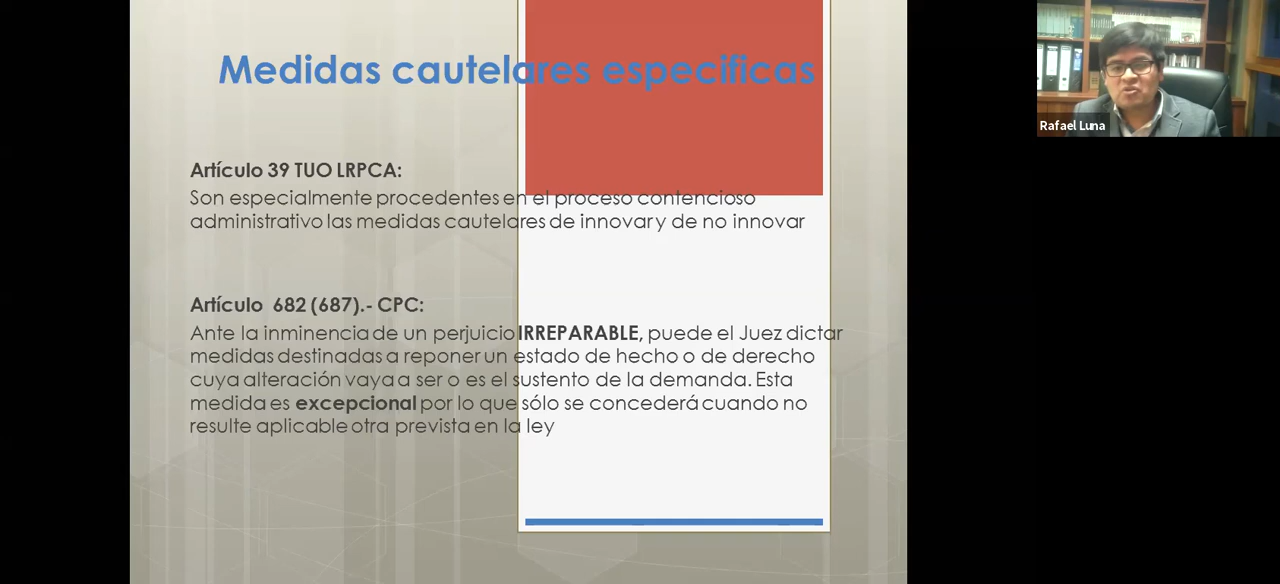 Medidas cautelares especificas
Artículo 39 TUO LRPCA:
Son especialmente procedentes en el proceso contencioso
administrativo las medidas cautelares de innovar y de no innovar
Artículo 682 (687).- CPC:
Ante la inminencia de un perjuicio IRREPARABLE, puede el Juez dictar
medidas destinadas a reponer un estado de hecho o de derecho
cuya alteración vaya a ser o es el sustento de la demanda. Esta
medida es excepcional por lo que sólo se concederá cuando no
resulte aplicable otra prevista en la ley
Rafael Luna